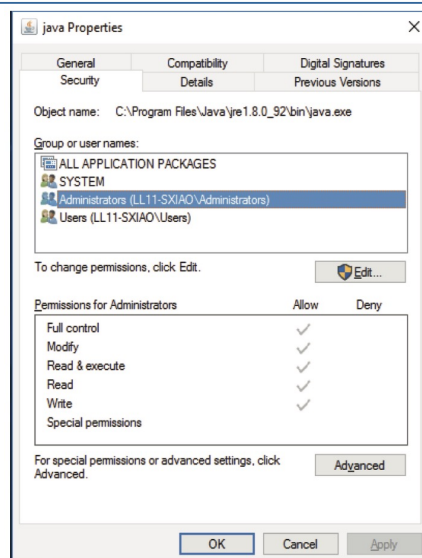 java Properties
General Compatibility Digital Signatures
Security Details Previous Versions
Object name: C:\Program Files\Java\jre1.8.0_92\bin\java.exe
Group or user names:
ALL APPLICATION PACKAGES
SYSTEM
Administrators (LL11-SXIAO\Administrators)
Users (LL11-SXIAO\Users)
To change permissions, click Edit.
Edit...
Permissions for Administrators Allow Deny
Full control
Modify
Read & execute
Read
Write
Special permissions
For special permissions or advanced settings, click
Advanced.
Advanced
OK Cancel Apply